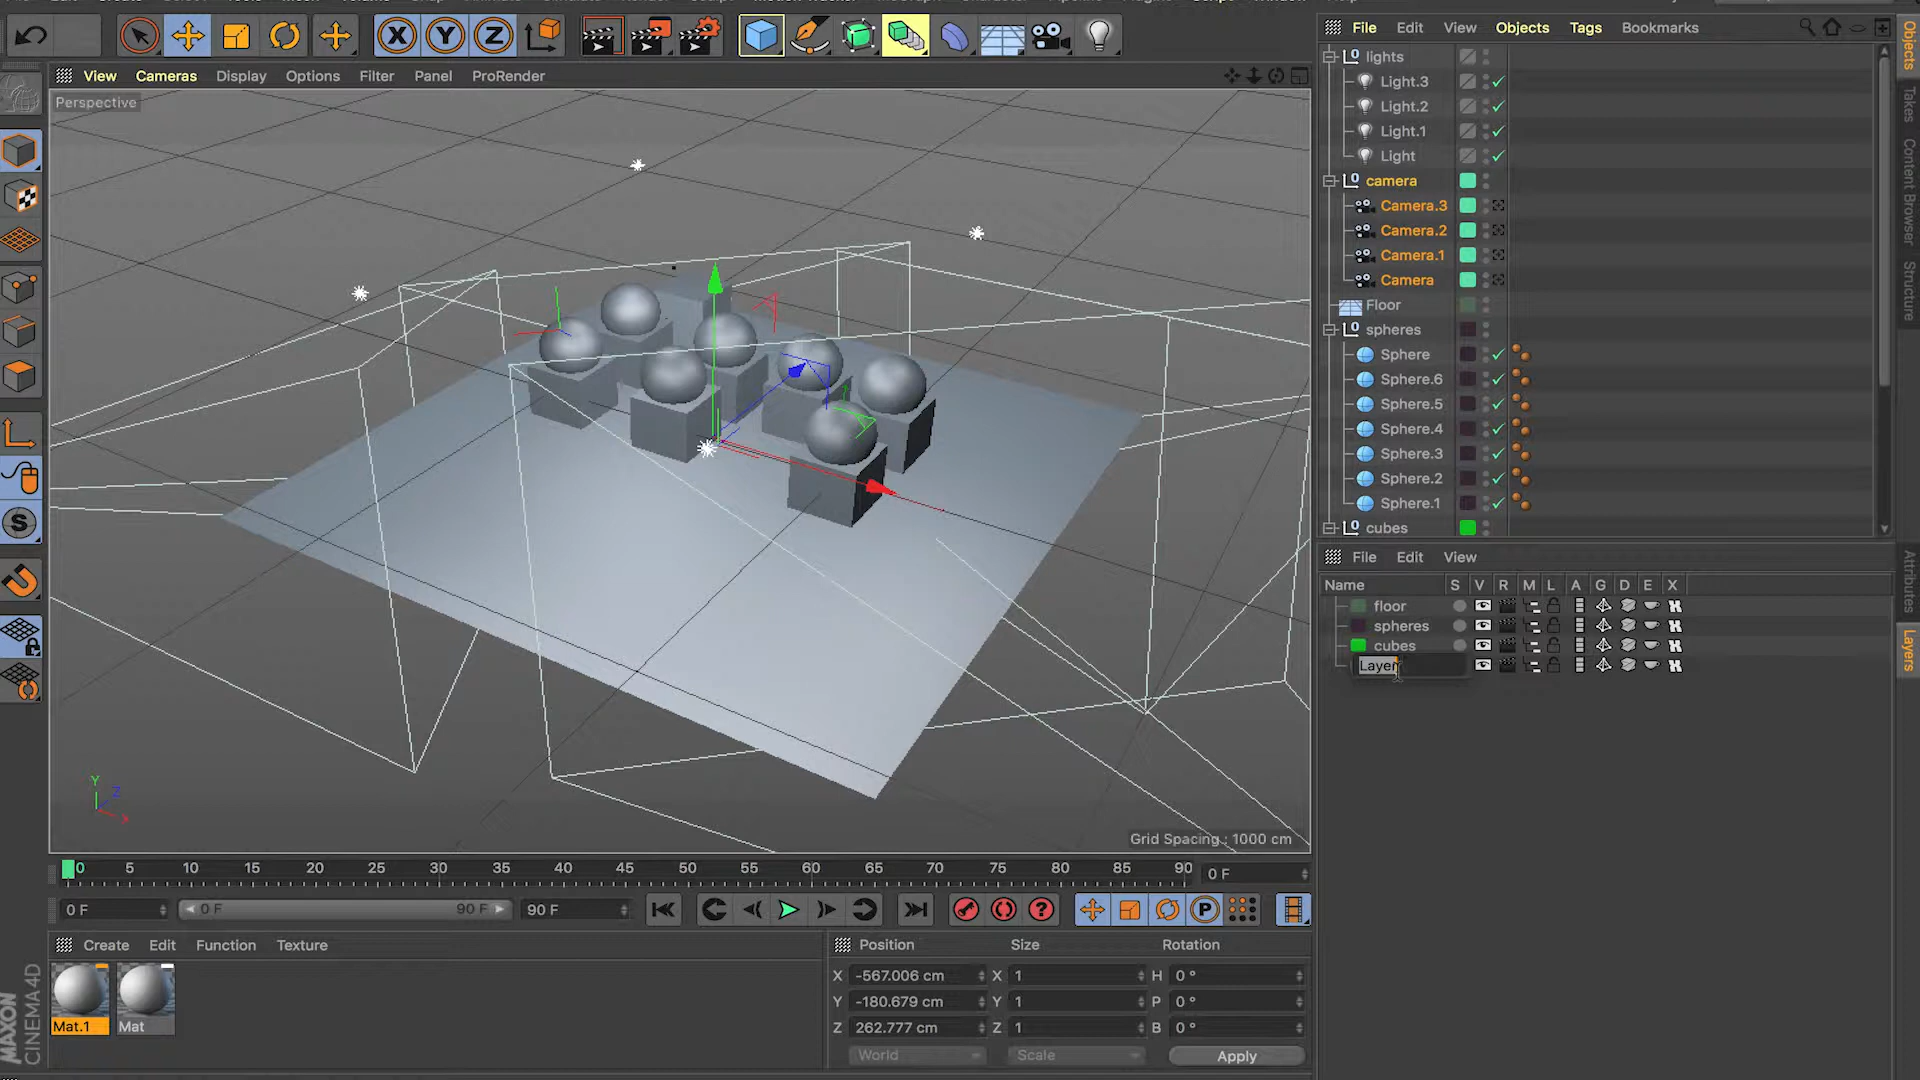 View Cameras Display Options Filter Panel ProRender
Perspective
X Y Z
S
Grid Spacing : 1000 cm
Y
Z
X
0 5 10 15 20 25 30 35 40 45 50 55 60 65 70 75 80 85 90
0 F
0 F
0 F 90 F
90 F
?
P
Create Edit Function Texture
Mat.1
Mat
Position Size Rotation
X -567.006 cm X 1 H 0 °
Y -180.679 cm Y 1 P 0 °
Z 262.777 cm Z 1 B 0 °
World Scale Apply
MAXON
CINEMA4D
File Edit View Objects Tags Bookmarks
lights
Light.3
Light.2
Light.1
Light
camera
Camera.3
Camera.2
Camera.1
Camera
Floor
spheres
Sphere
Sphere.6
Sphere.5
Sphere.4
Sphere.3
Sphere.2
Sphere.1
cubes
File Edit View
Name S V R M L A G D E X
floor
spheres
cubes
Layer
Objects
Takes
Content Browser
Structure
Attributes
Layers